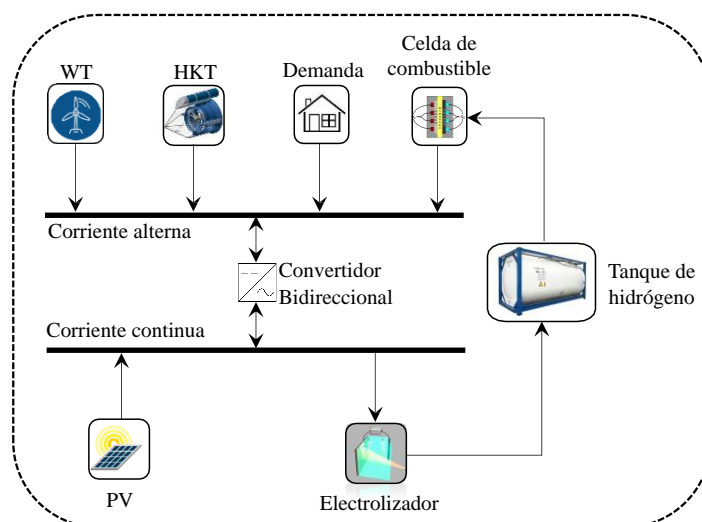 WT
HKT
Demanda
Celda de
combustible
Corriente alterna
Convertidor
Bidireccional
Tanque de
hidrógeno
Corriente continua
PV
Electrolizador